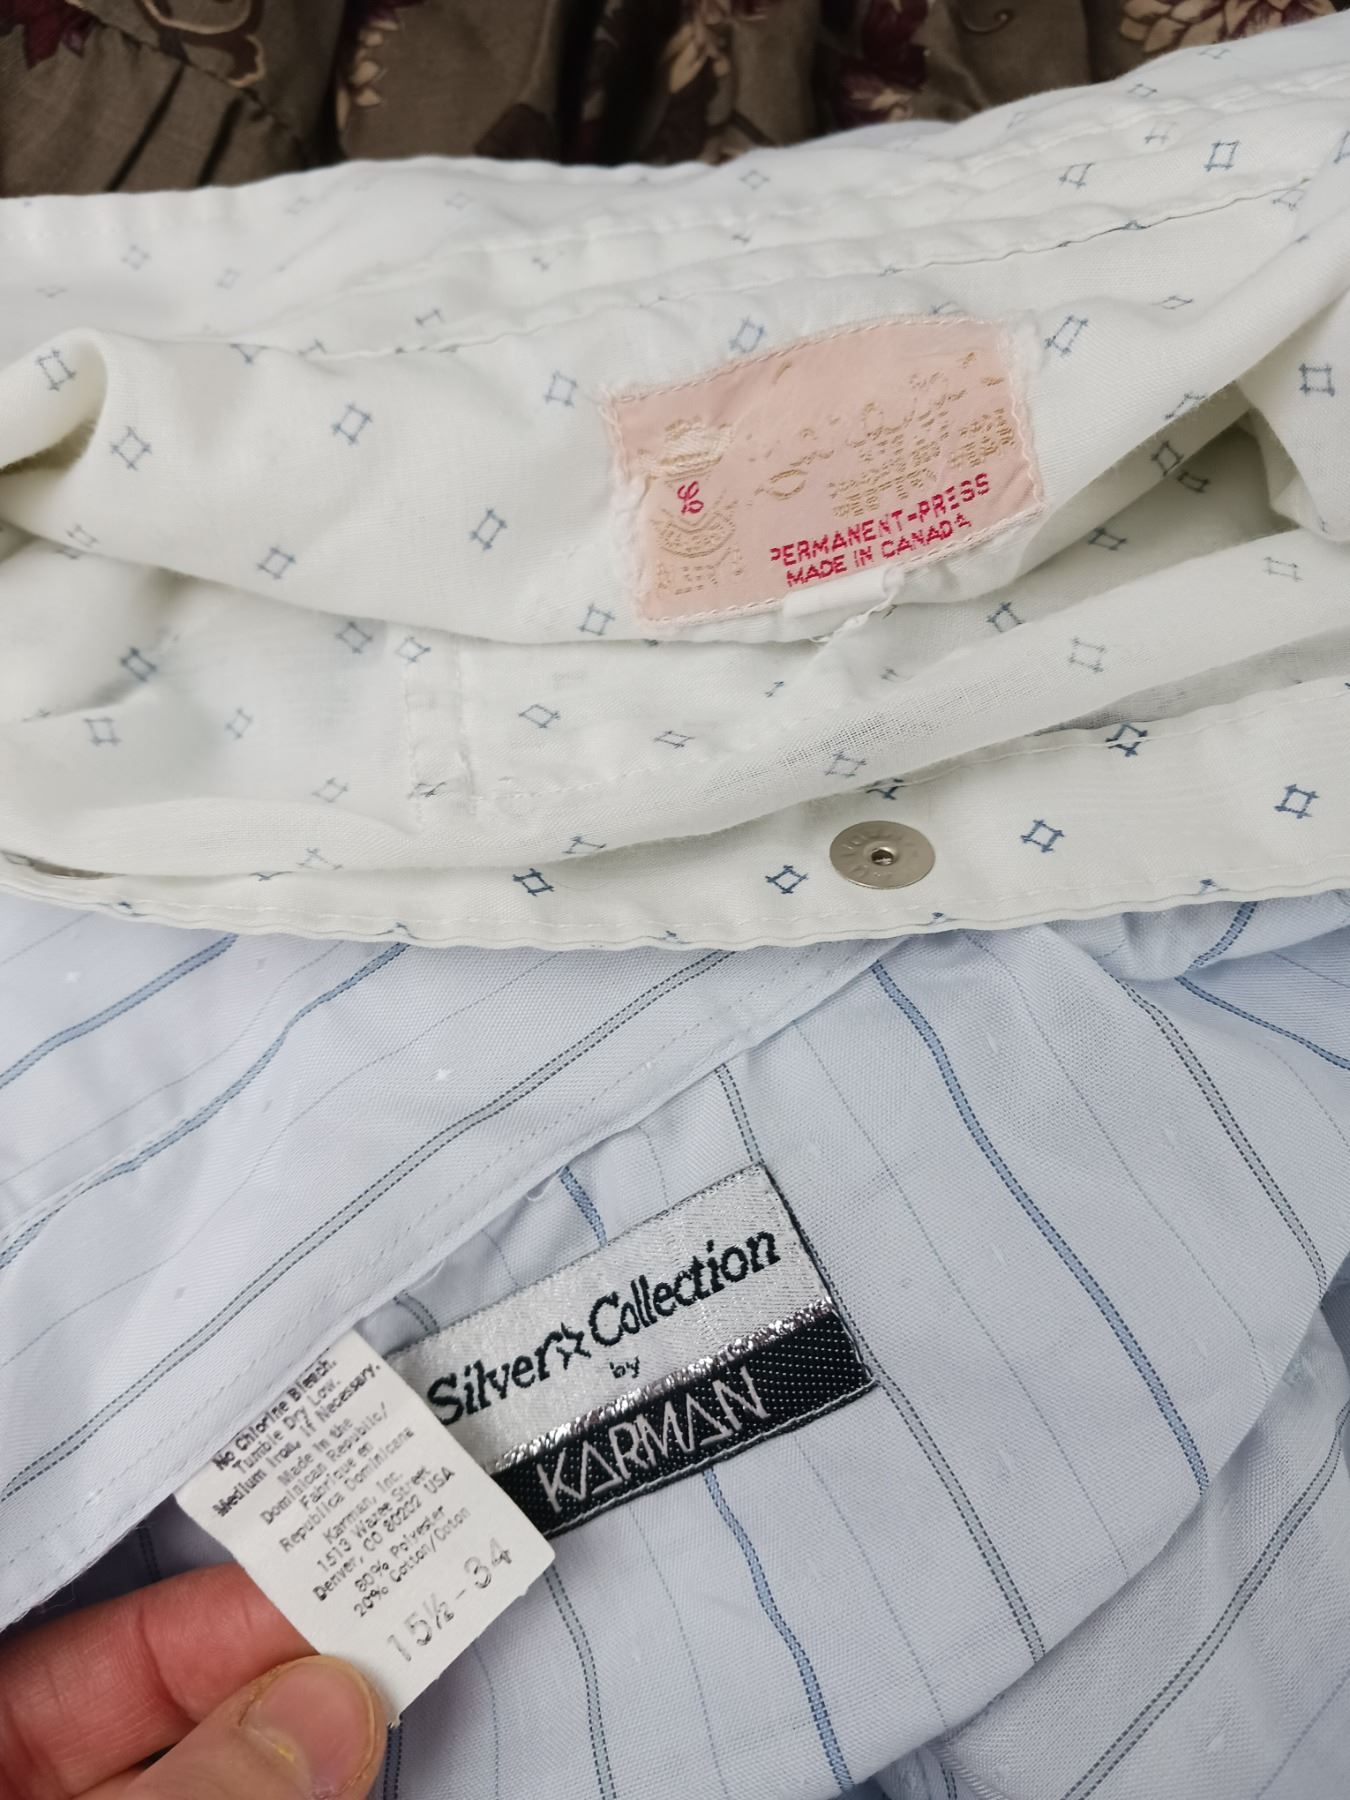 PERMANENT-PRESS
MADE IN CANADA
Silver Collection
by
KARMAN
No Chlorine Bleach.
Tumble Dry Low.
Medium Iron, if Necessary.
Made in the
Dominican Republic/
Fabrique en
Republica Dominicana
Karman, Inc.
1513 Wazee Street
Denver, CO 80202 USA
80% Polyester
20% Cotton/Coton
15½ - 34